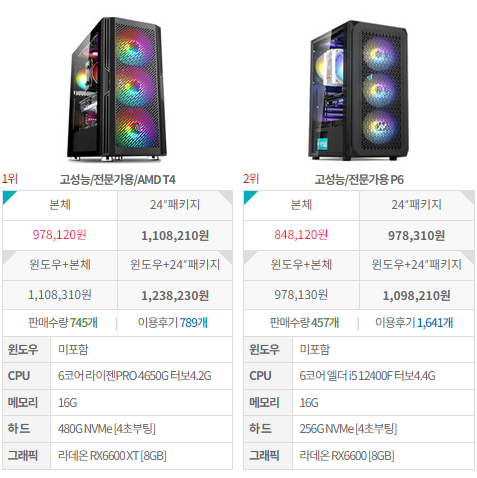 1위 고성능/전문가용/AMD T4
본체 24"패키지
978,120원 1,108,210원
윈도우+본체 윈도우+24"패키지
1,108,310원 1,238,230원
판매수량 745개 이용후기 789개
윈도우 미포함
CPU 6코어 라이젠PRO 4650G 터보4.2G
메모리 16G
하드 480G NVMe [4초부팅]
그래픽 라데온 RX6600 XT [8GB]
2위 고성능/전문가용 P6
본체 24"패키지
848,120원 978,310원
윈도우+본체 윈도우+24"패키지
978,130원 1,098,210원
판매수량 457개 이용후기 1,641개
윈도우 미포함
CPU 6코어 엘더 i5 12400F 터보4.4G
메모리 16G
하드 256G NVMe [4초부팅]
그래픽 라데온 RX6600 [8GB]